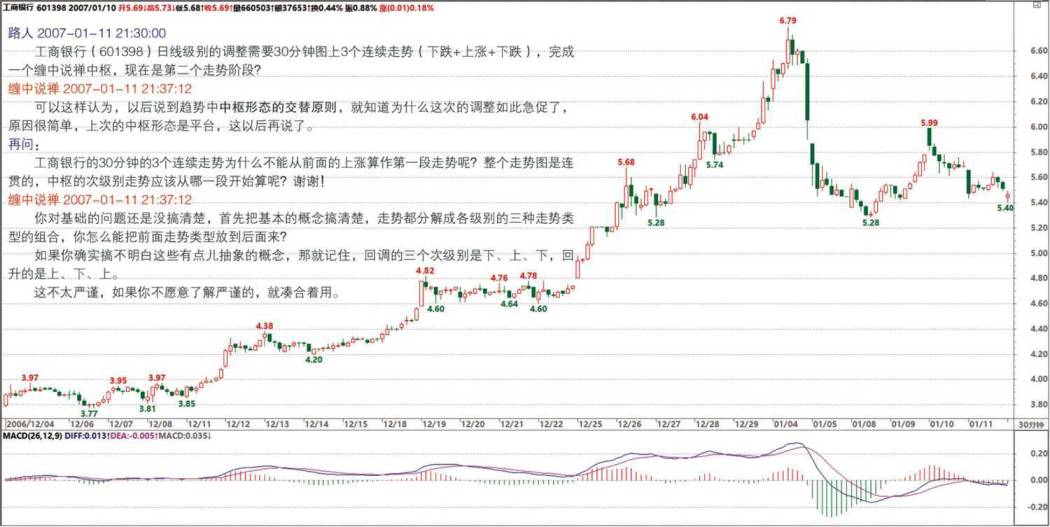 工商银行 601398 2007/01/10 开5.69↓高5.73↓低5.68↑收5.69↑量660503↑额37653↑换0.44% 振0.88% 涨(0.01)0.18%
路人 2007-01-11 21:30:00
工商银行（601398）日线级别的调整需要30分钟图上3个连续走势（下跌+上涨+下跌），完成
一个缠中说禅中枢，现在是第二个走势阶段？
缠中说禅 2007-01-11 21:37:12
可以这样认为，以后说到趋势中中枢形态的交替原则，就知道为什么这次的调整如此急促了，
原因很简单，上次的中枢形态是平台，这以后再说了。
再问：
工商银行的30分钟的3个连续走势为什么不能从前面的上涨算作第一段走势呢？整个走势图是连
贯的，中枢的次级别走势应该从哪一段开始算呢？谢谢！
缠中说禅 2007-01-11 21:37:12
你对基础的问题还是没搞清楚，首先把基本的概念搞清楚，走势都分解成各级别的三种走势类
型的组合，你怎么能把前面走势类型放到后面来？
如果你确实搞不明白这些有点儿抽象的概念，那就记住，回调的三个次级别是下、上、下，回
升的是上、下、上。
这不太严谨，如果你不愿意了解严谨的，就凑合着用。
6.79
6.04
5.74
5.68
5.28
5.99
5.28
5.40
4.82
4.60
4.76
4.64
4.78
4.60
4.38
4.20
3.97
3.77
3.95
3.81
3.97
3.85
6.60
6.40
6.20
6.00
5.80
5.60
5.40
5.20
5.00
4.80
4.60
4.40
4.20
4.00
3.80
2006/12/04 12/06 12/07 12/08 12/11 12/12 12/13 12/14 12/15 12/18 12/19 12/20 12/21 12/22 12/25 12/26 12/27 12/28 12/29 01/04 01/05 01/08 01/09 01/10 01/11 30分钟
MACD(26,12,9) DIFF:0.013↑DEA:-0.005↑MACD:0.035↓
0.20
0.00
-0.20